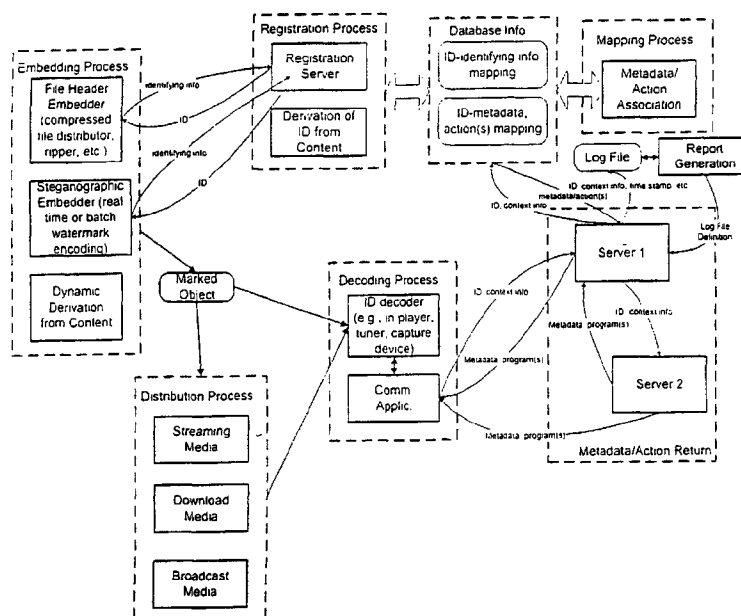 Registration Process
Database Info
Mapping Process
Embedding Process
File Header
Embedder
(compressed
file distributor,
ripper, etc.)
Steganographic
Embedder (real
time or batch
watermark
encoding)
Dynamic
Derivation
from Content
identifying info
ID
identifying info
ID
Registration
Server
Derivation of
ID from
Content
ID-identifying info
mapping
ID-metadata,
action(s) mapping
Metadata/
Action
Association
Log File
Report
Generation
ID, context info, time stamp, etc
metadata/action(s)
ID, context info
Log File
Definition
Server 1
ID, context info
Metadata, program(s)
Server 2
Metadata/Action Return
Marked
Object
Decoding Process
ID decoder
(e.g., in player,
tuner, capture
device)
Comm
Applic.
ID, context info
Metadata, program(s)
Metadata, program(s)
Distribution Process
Streaming
Media
Download
Media
Broadcast
Media